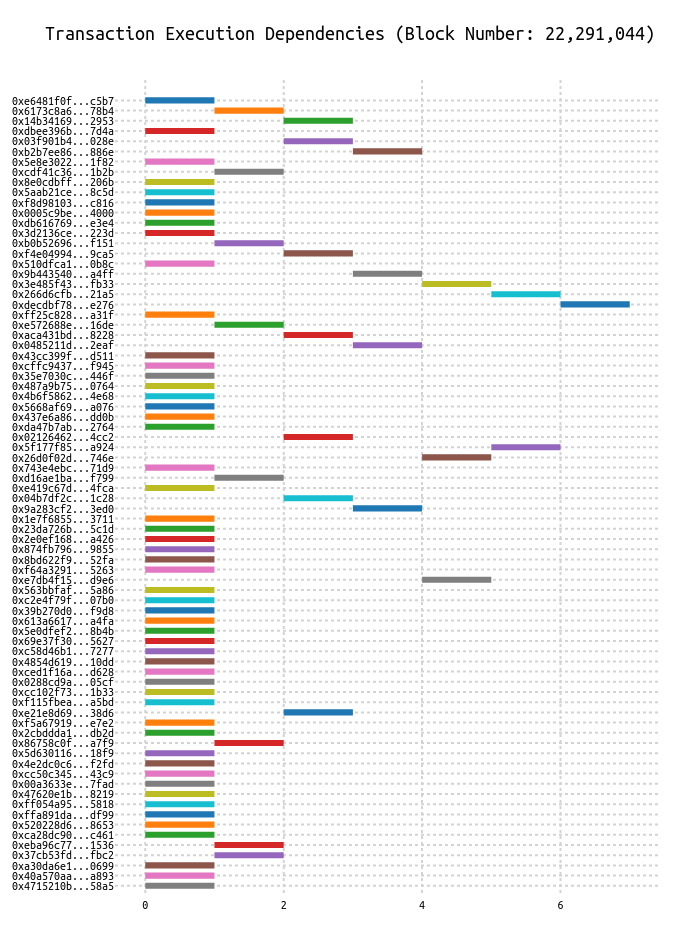 Transaction Execution Dependencies (Block Number: 22,291,044)
0xe6481f0f...c5b7
0x6173c8a6...78b4
0x14b34169...2953
0xdbee396b...7d4a
0x03f901b4...028e
0xb2b7ee86...886e
0x5e8e3022...1f82
0xcdf41c36...1b2b
0x8e0cdbff...206b
0x5aab21ce...8c5d
0xf8d98103...c816
0x0005c9be...4000
0xdb616769...e3e4
0x3d2136ce...223d
0xb0b52696...f151
0xf4e04994...9ca5
0x510dfca1...0b8c
0x9b443540...a4ff
0x3e485f43...fb33
0x266d6cfb...21a5
0xdecdbf78...e276
0xff25c828...a31f
0xe572688e...16de
0xaca431bd...8228
0x0485211d...2eaf
0x43cc399f...d511
0xcffc9437...f945
0x35e7030c...446f
0x487a9b75...0764
0x4b6f5862...4e68
0x5668af69...a076
0x437e6a86...dd0b
0xda47b7ab...2764
0x02126462...4cc2
0x5f177f85...a924
0x26d0f02d...746e
0x743e4ebc...71d9
0xd16ae1ba...f799
0xe419c67d...4fca
0x04b7df2c...1c28
0x9a283cf2...3ed0
0x1e7f6855...3711
0x23da726b...5c1d
0x2e0ef168...a426
0x874fb796...9855
0x8bd622f9...52fa
0xf64a3291...5263
0xe7db4f15...d9e6
0x563bbfaf...5a86
0xc2e4f79f...07b0
0x39b270d0...f9d8
0x613a6617...a4fa
0x5e0dfef2...8b4b
0x69e37f30...5627
0xc58d46b1...7277
0x4854d619...10dd
0xced1f16a...d628
0x0288cd9a...05cf
0xcc102f73...1b33
0xf115fbea...a5bd
0xe21e8d69...38d6
0xf5a67919...e7e2
0x2cbddda1...db2d
0x86758c0f...a7f9
0x5d630116...18f9
0x4e2dc0c6...f2fd
0xcc50c345...43c9
0x00a3633e...7fad
0x47620e1b...8219
0xff054a95...5818
0xffa891da...df99
0x520228d6...8653
0xca28dc90...c461
0xeba96c77...1536
0x37cb53fd...fbc2
0xa30da6e1...0699
0x40a570aa...a893
0x4715210b...58a5
0 2 4 6